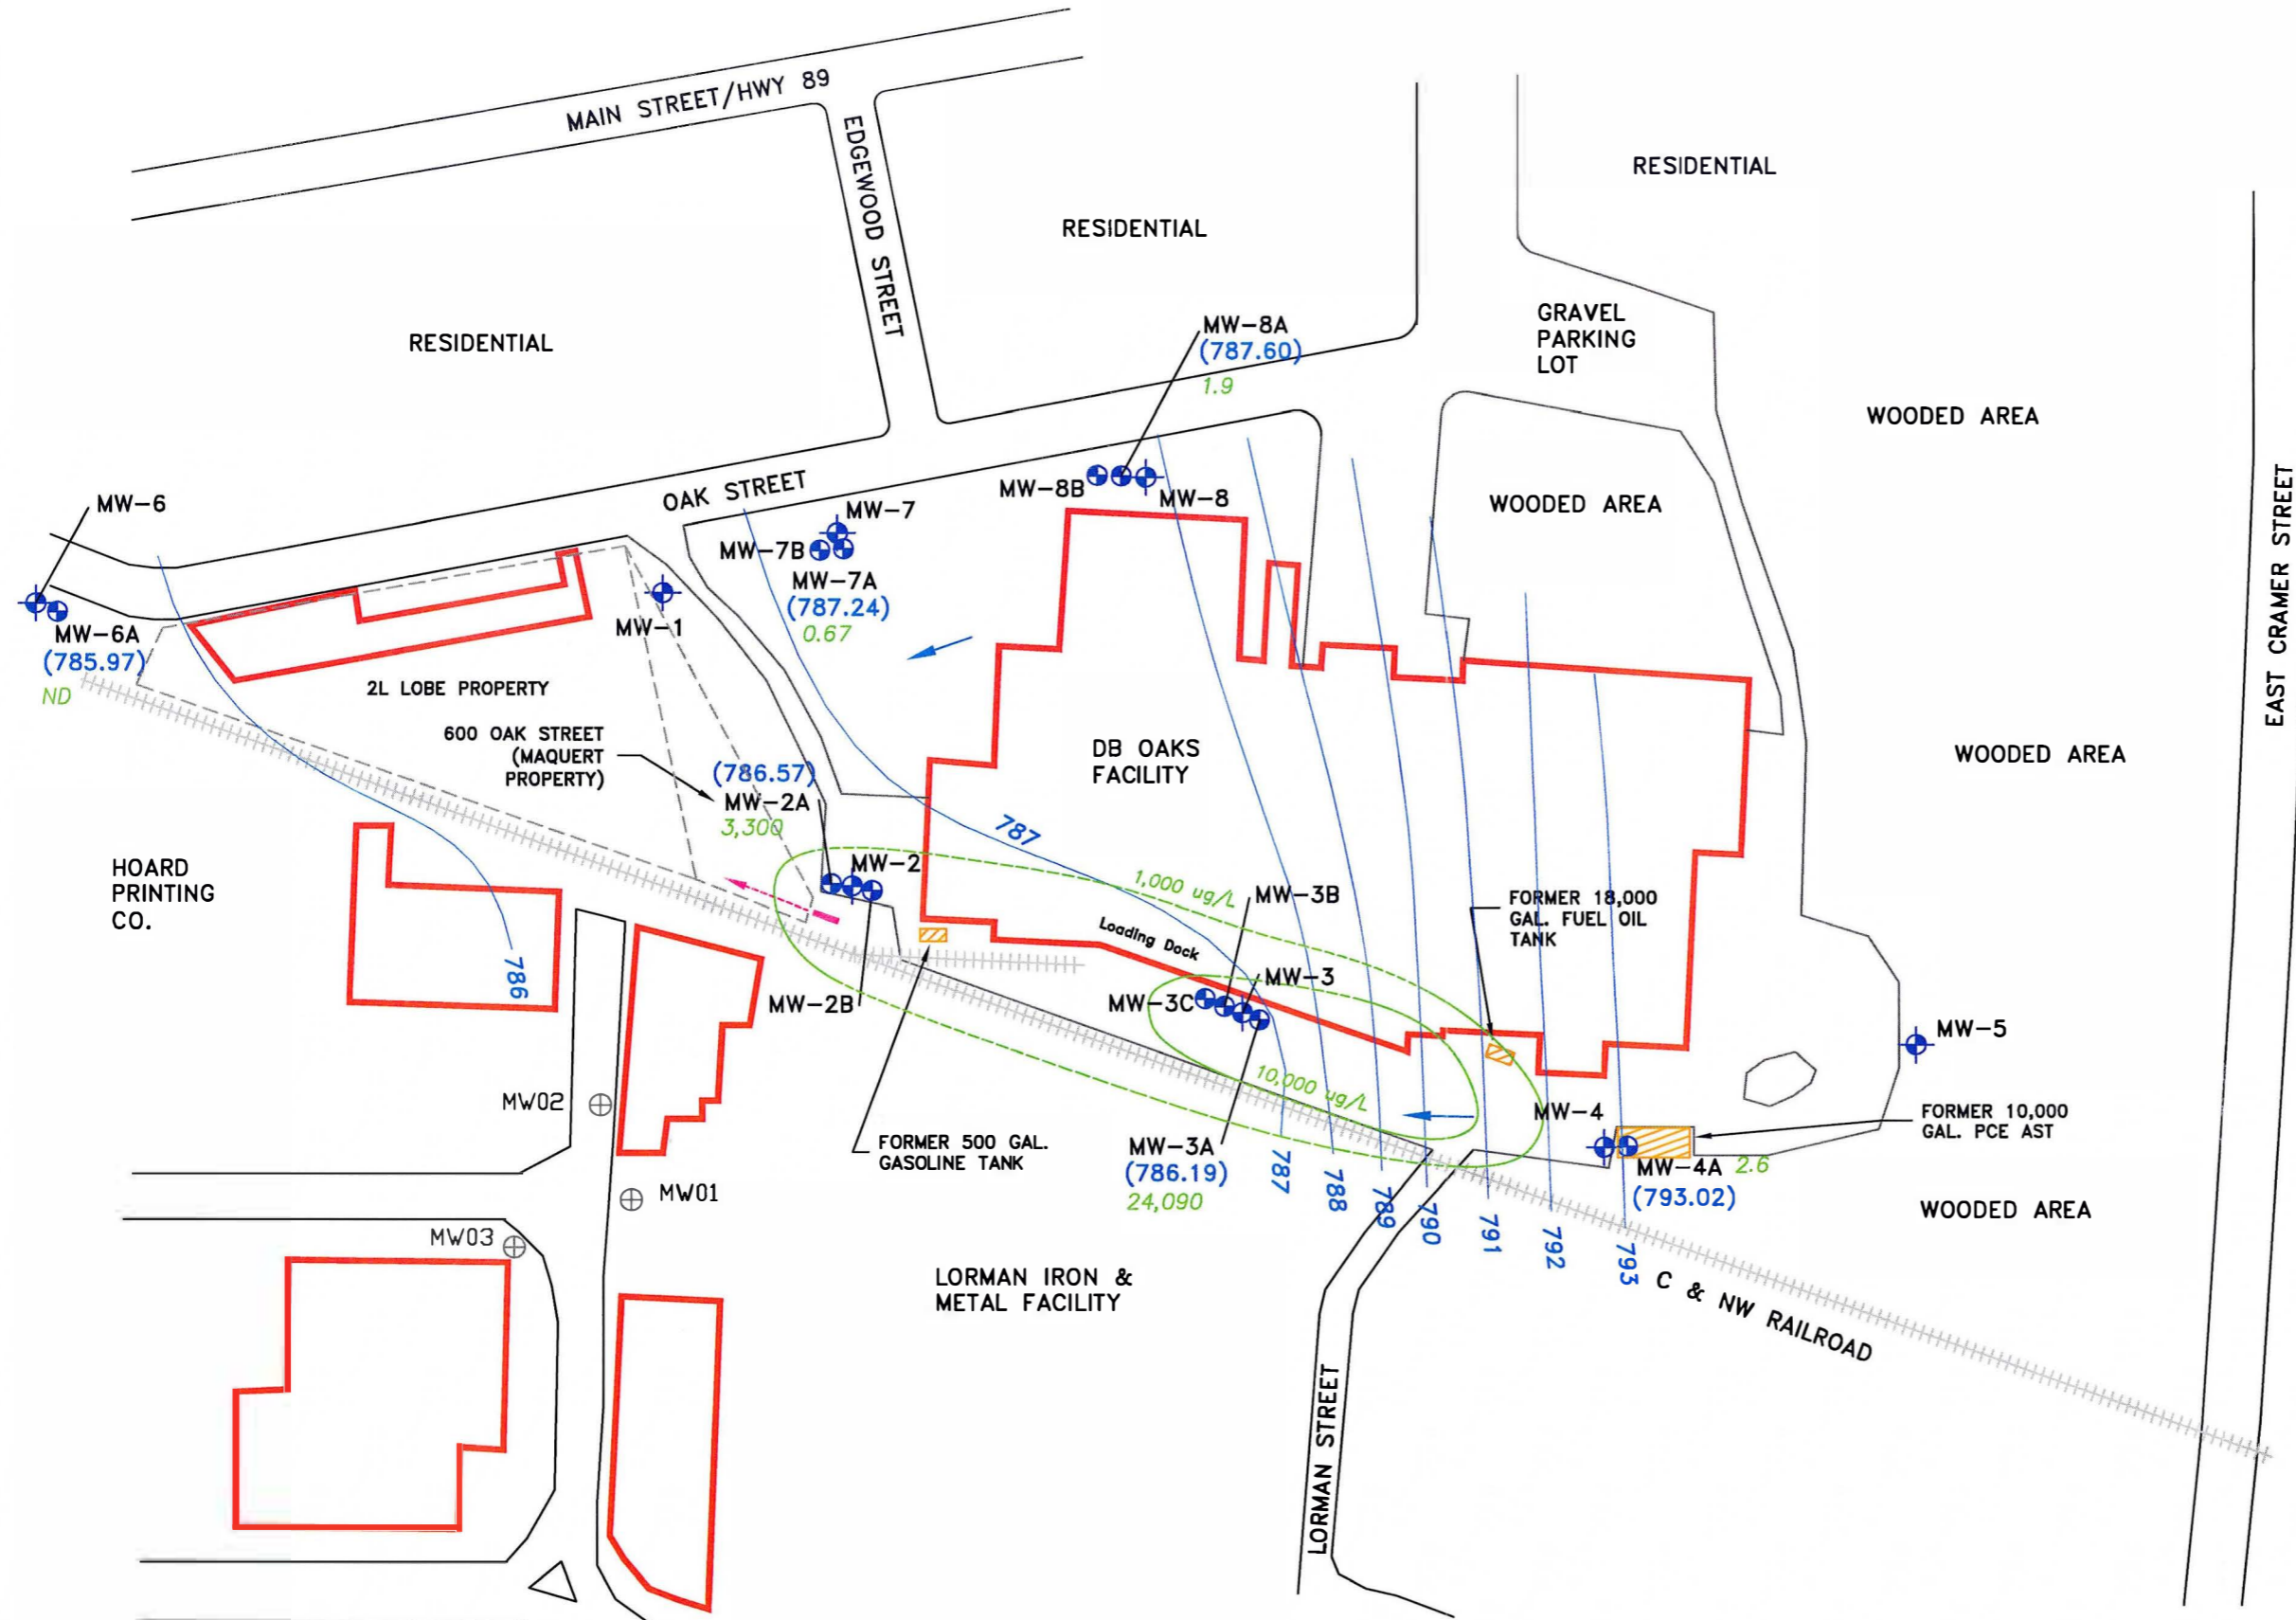 MAIN STREET/HWY 89
EDGEWOOD STREET
RESIDENTIAL
RESIDENTIAL
RESIDENTIAL
GRAVEL
PARKING
LOT
MW-8A
(787.60)
1.9
WOODED AREA
EAST CRAMER STREET
OAK STREET
MW-8B
MW-8
WOODED AREA
MW-6
MW-7
MW-7B
MW-7A
(787.24)
0.67
MW-6A
(785.97)
ND
MW-1
2L LOBE PROPERTY
600 OAK STREET
(MAQUERT
PROPERTY)
(786.57)
MW-2A
3,300
DB OAKS
FACILITY
WOODED AREA
787
HOARD
PRINTING
CO.
MW-2
1,000 ug/L
MW-3B
FORMER 18,000
GAL. FUEL OIL
TANK
Loading Dock
786
MW-2B
MW-3C
MW-3
MW-5
10,000 ug/L
MW02
MW-4
FORMER 10,000
GAL. PCE AST
FORMER 500 GAL.
GASOLINE TANK
MW-3A
(786.19)
24,090
MW-4A
2.6
(793.02)
MW01
WOODED AREA
787
788
789
790
791
792
793
MW03
LORMAN IRON &
METAL FACILITY
C & NW RAILROAD
LORMAN STREET